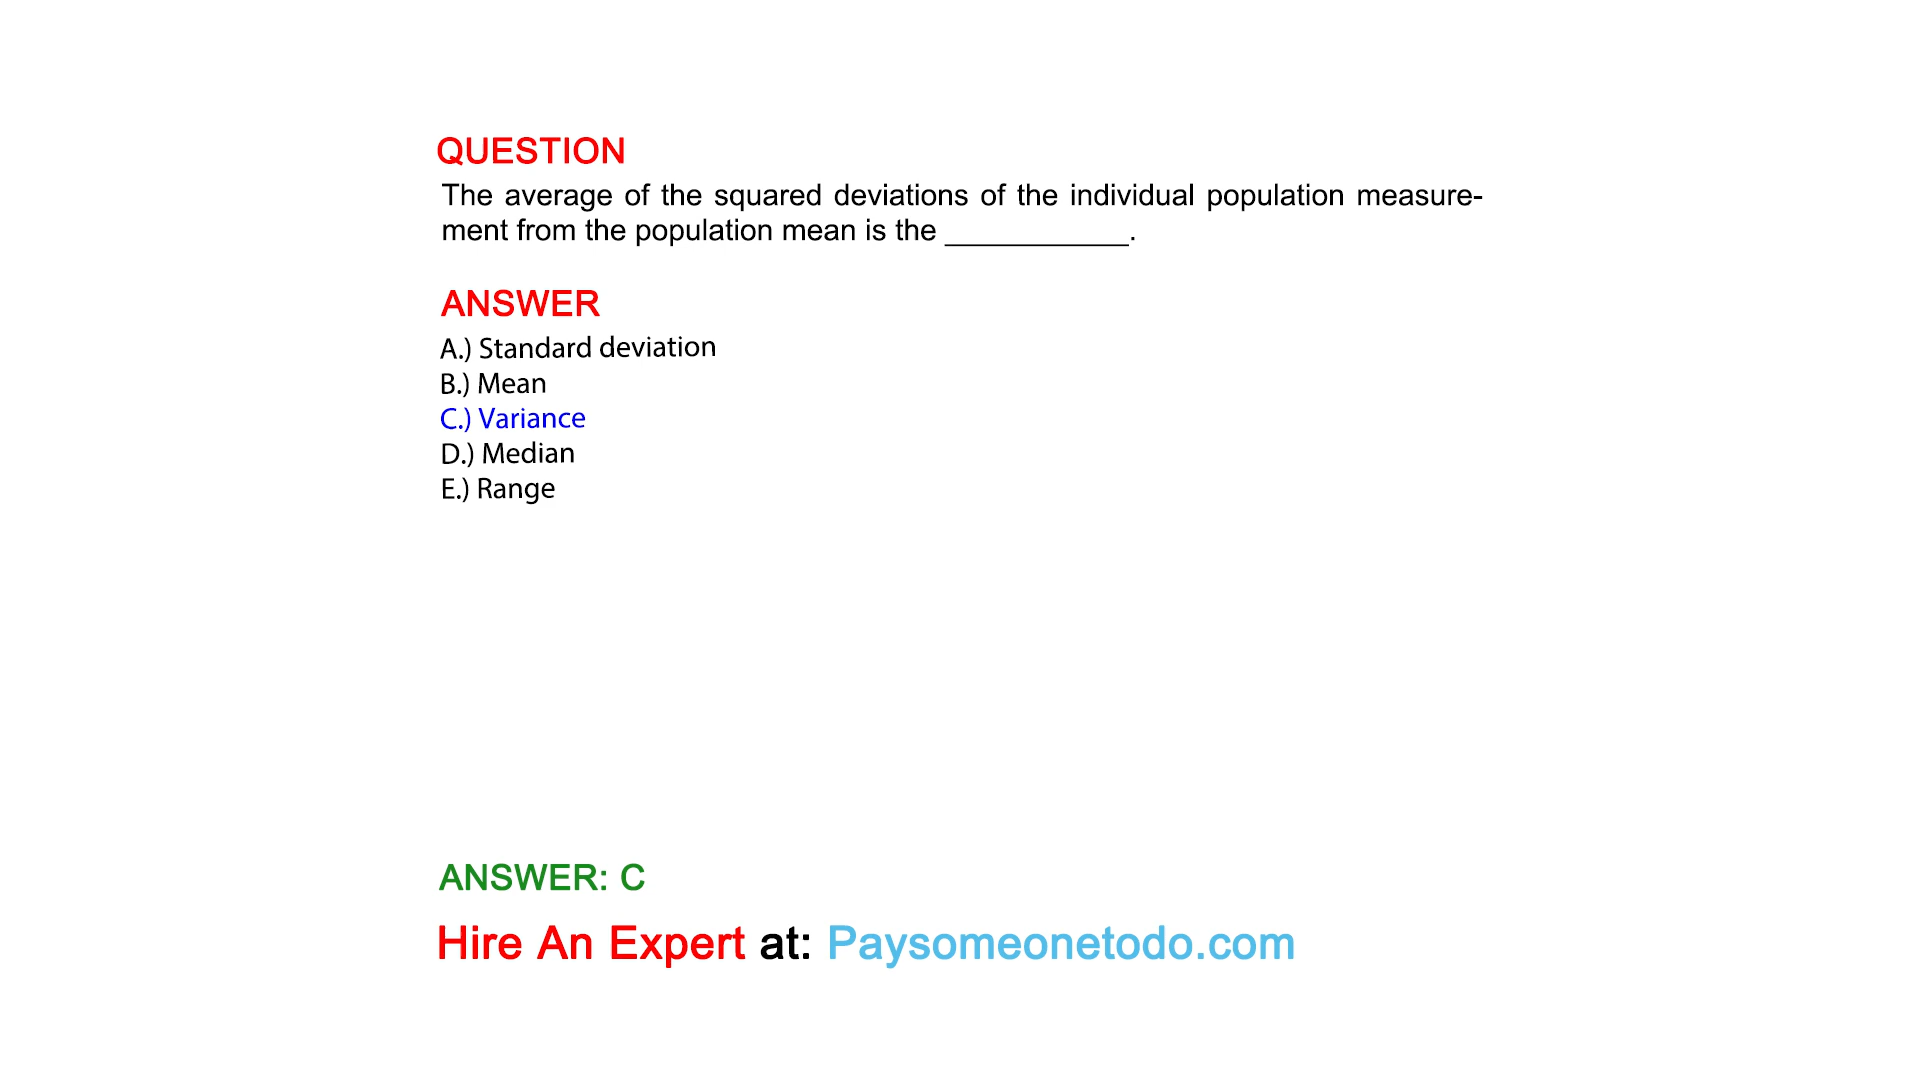 QUESTION
The average of the squared deviations of the individual population measure-
ment from the population mean is the ___________.
ANSWER
A.) Standard deviation
B.) Mean
C.) Variance
D.) Median
E.) Range
ANSWER: C
Hire An Expert at: Paysomeonetodo.com